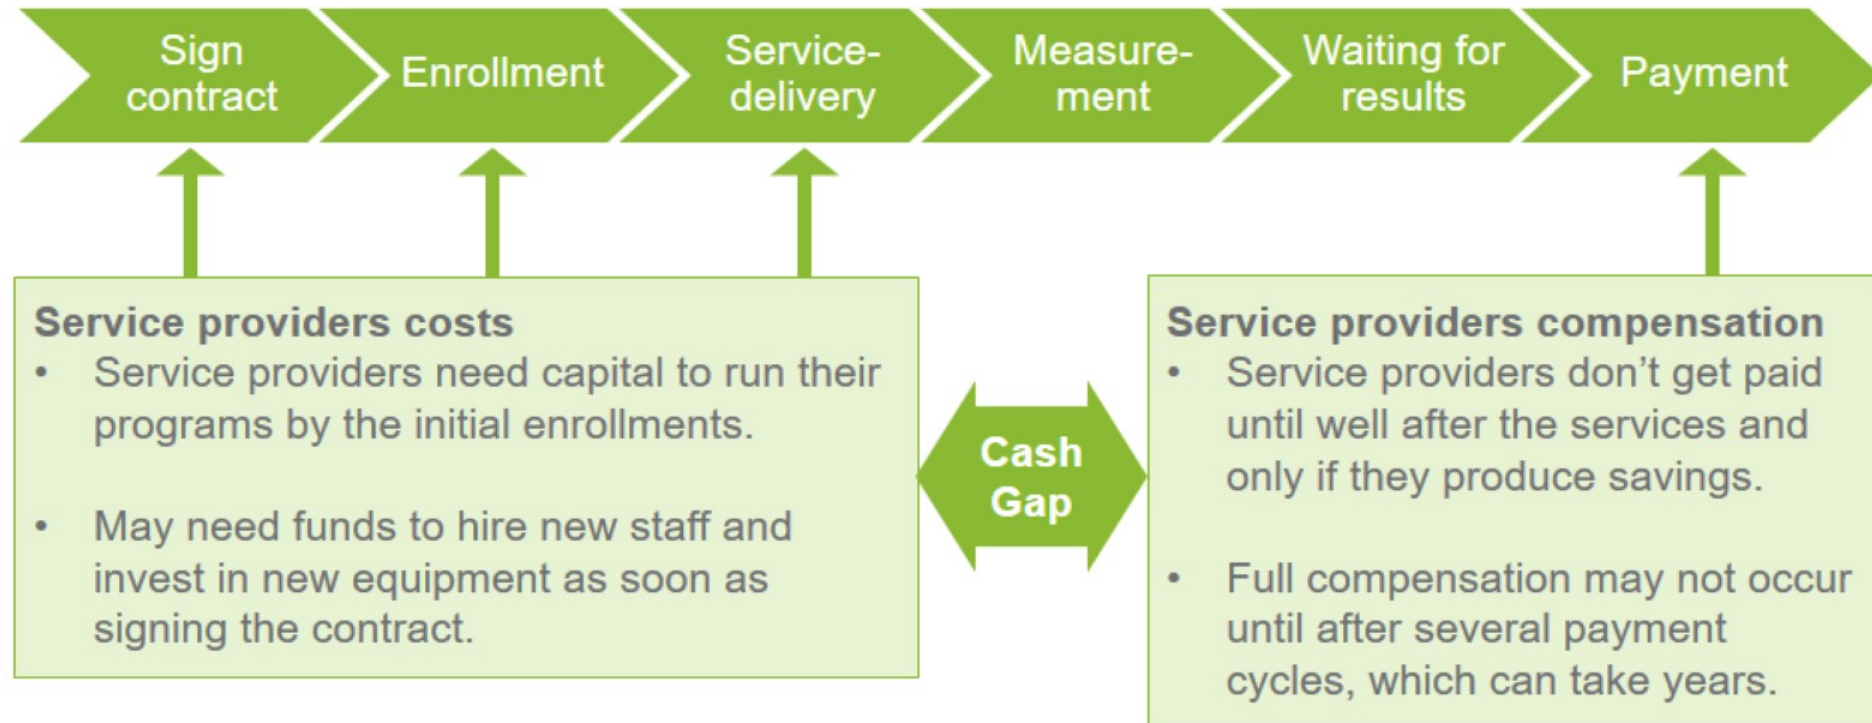 Sign
contract
Enrollment
Service-
delivery
Measure-
ment
Waiting for
results
Payment
Service providers costs
• Service providers need capital to run their
programs by the initial enrollments.
• May need funds to hire new staff and
invest in new equipment as soon as
signing the contract.
Cash
Gap
Service providers compensation
• Service providers don’t get paid
until well after the services and
only if they produce savings.
• Full compensation may not occur
until after several payment
cycles, which can take years.